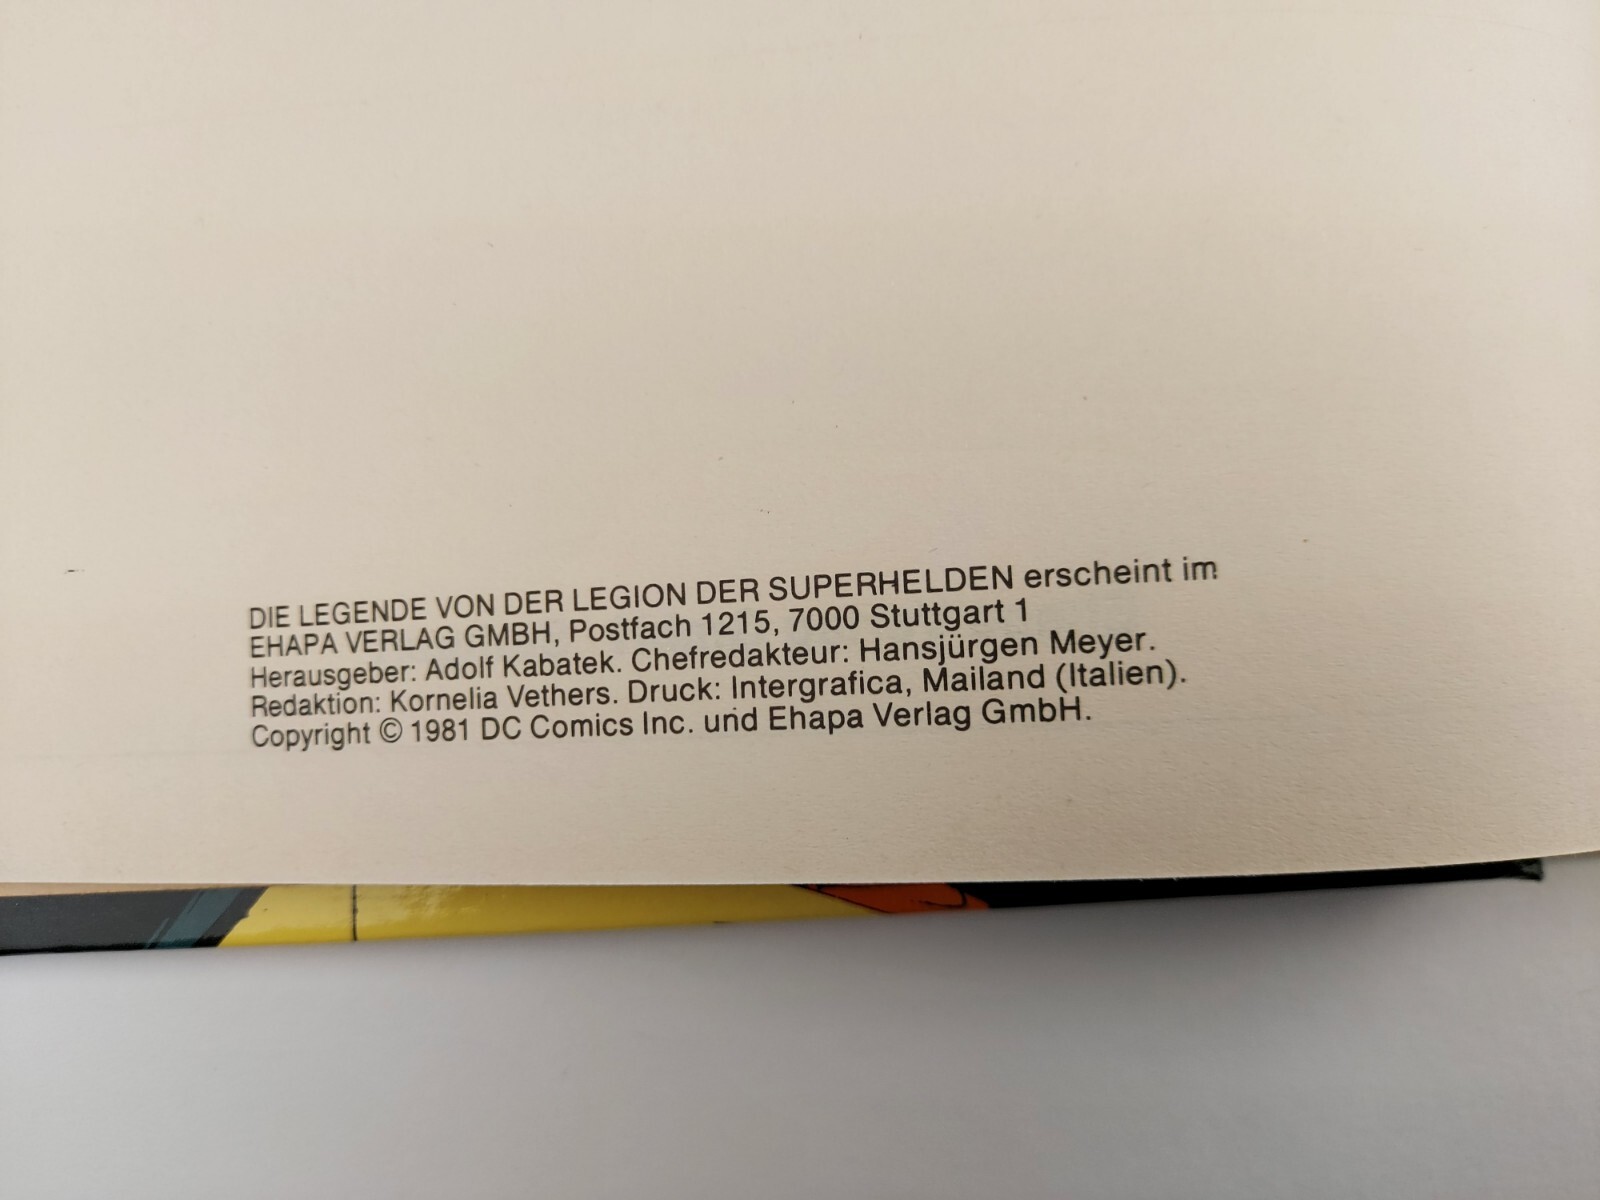 DIE LEGENDE VON DER LEGION DER SUPERHELDEN erscheint im
EHAPA VERLAG GMBH, Postfach 1215, 7000 Stuttgart 1
Herausgeber: Adolf Kabatek. Chefredakteur: Hansjürgen Meyer.
Redaktion: Kornelia Vethers. Druck: Intergrafica, Mailand (Italien).
Copyright © 1981 DC Comics Inc. und Ehapa Verlag GmbH.